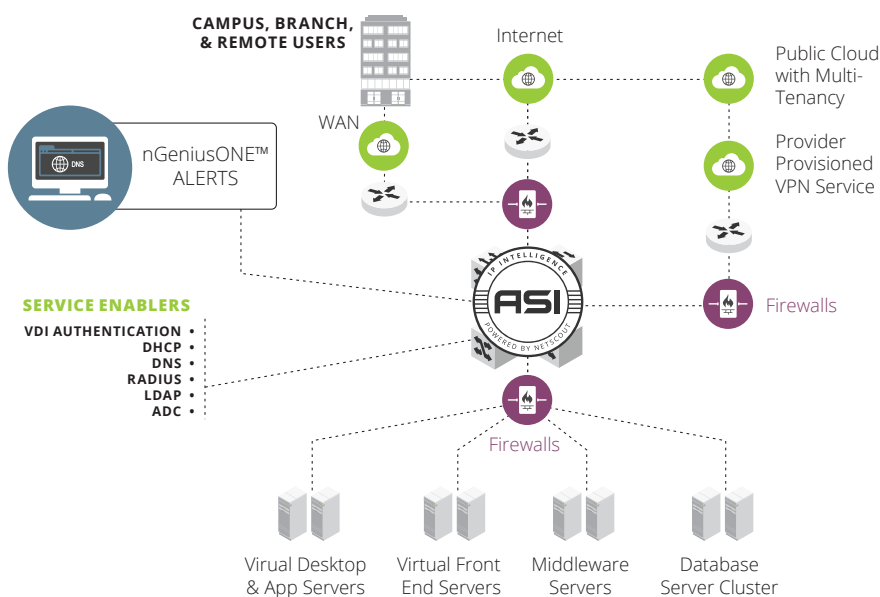 CAMPUS, BRANCH,
& REMOTE USERS
Internet
Public Cloud
with Multi-
Tenancy
WAN
DNS
nGeniusONE™
ALERTS
Provider
Provisioned
VPN Service
IP INTELLIGENCE
ASI
POWERED BY NETSCOUT
Firewalls
SERVICE ENABLERS
VDI AUTHENTICATION •
DHCP •
DNS •
RADIUS •
LDAP •
ADC •
Firewalls
Virual Desktop
& App Servers
Virtual Front
End Servers
Middleware
Servers
Database
Server Cluster